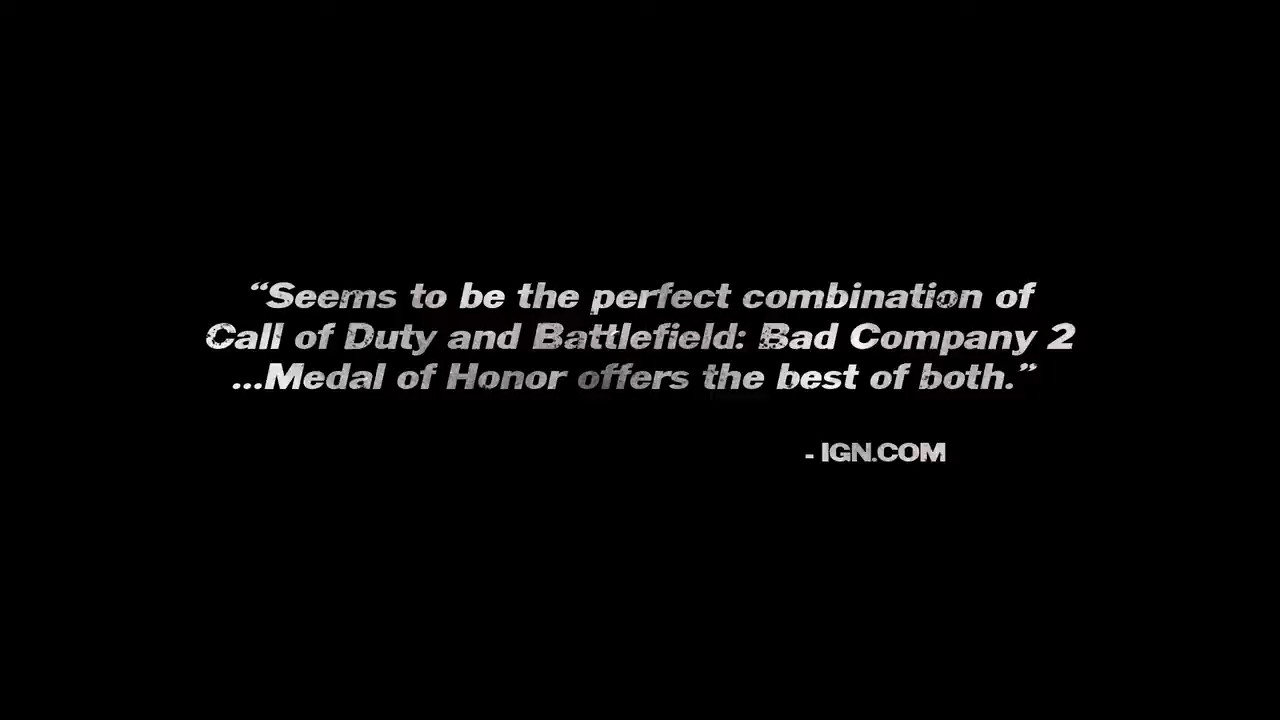 “Seems to be the perfect combination of
Call of Duty and Battlefield: Bad Company 2
...Medal of Honor offers the best of both.”
- IGN.COM